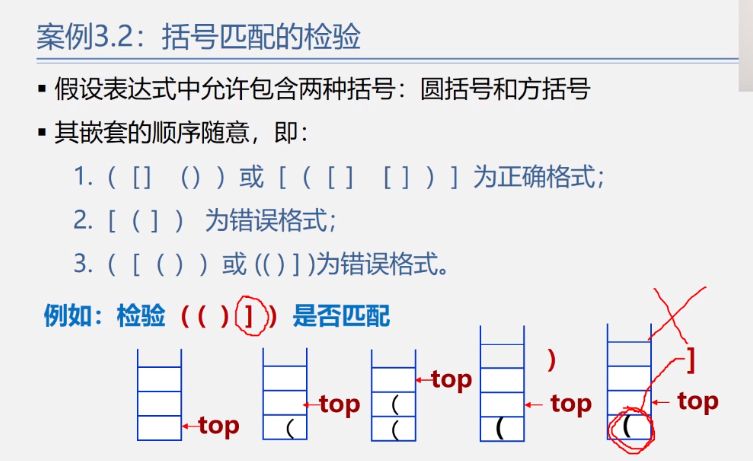 案例3.2：括号匹配的检验
▪ 假设表达式中允许包含两种括号：圆括号和方括号
▪ 其嵌套的顺序随意，即：
1. ( [] () ) 或 [ ( [ ] [ ] ) ] 为正确格式；
2. [ ( ] ) 为错误格式；
3. ( [ ( ) ) 或 (( ) ] )为错误格式。
例如：检验 ( ( ) ] ) 是否匹配
top
( top
( ( top
( ) top
( ] top